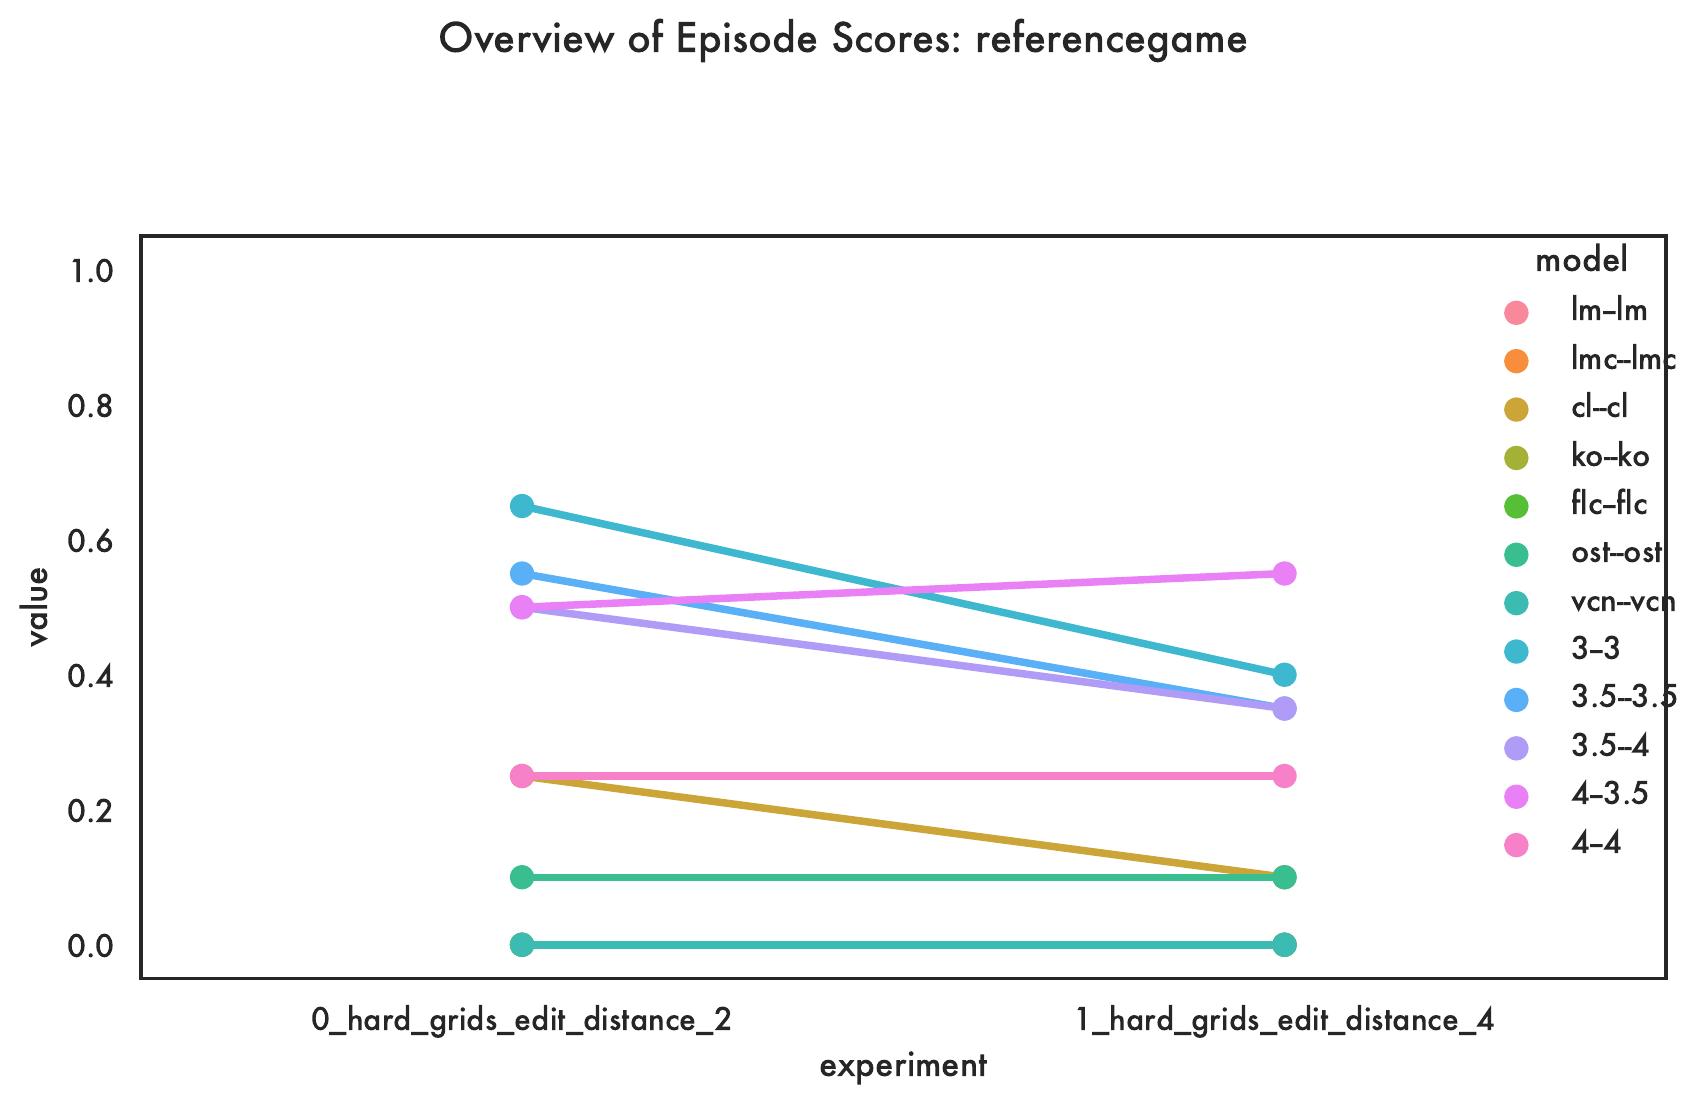 Overview of Episode Scores: referencegame
1.0
0.8
0.6
0.4
0.2
0.0
value
model
lm–lm
lmc–lmc
cl–cl
ko–ko
flc–flc
ost–ost
vcn–vcn
3–3
3.5–3.5
3.5–4
4–3.5
4–4
0_hard_grids_edit_distance_2
1_hard_grids_edit_distance_4
experiment